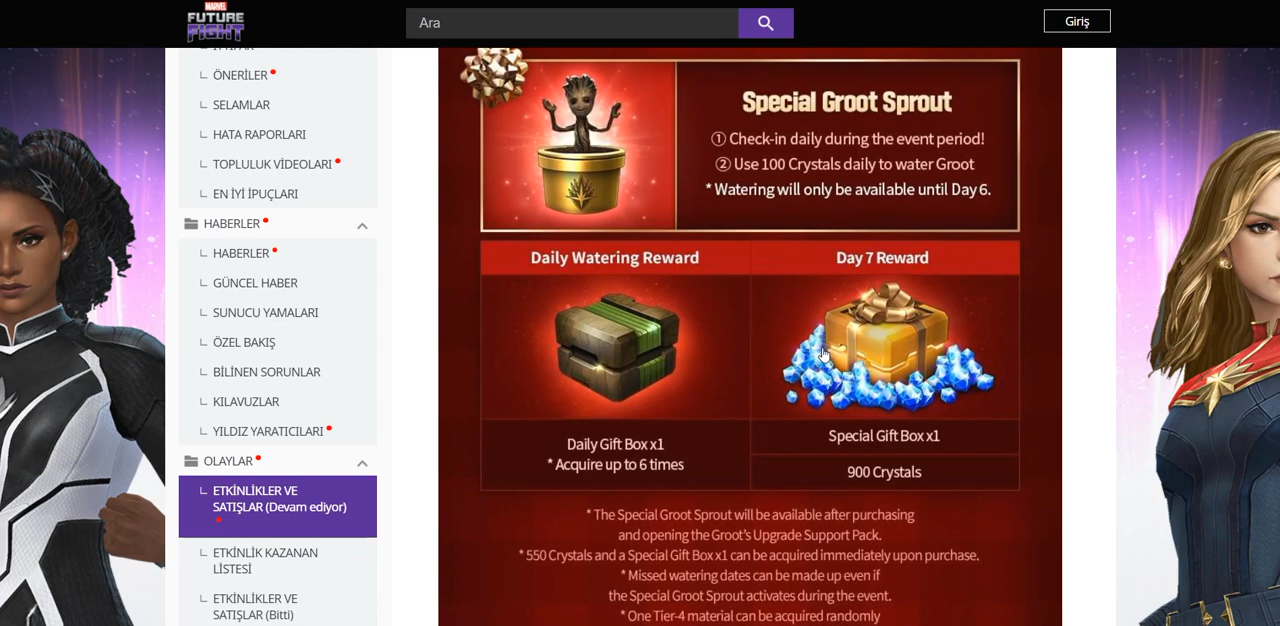 MARVEL
FUTURE
FIGHT
Ara
Giriş
ÖNERİLER
SELAMLAR
HATA RAPORLARI
TOPLULUK VİDEOLARI
EN İYİ İPUÇLARI
HABERLER
HABERLER
GÜNCEL HABER
SUNUCU YAMALARI
ÖZEL BAKIŞ
BİLİNEN SORUNLAR
KILAVUZLAR
YILDIZ YARATICILARI
OLAYLAR
ETKİNLİKLER VE
SATIŞLAR (Devam ediyor)
ETKİNLİK KAZANAN
LİSTESİ
ETKİNLİKLER VE
SATIŞLAR (Bitti)
Special Groot Sprout
① Check-in daily during the event period!
② Use 100 Crystals daily to water Groot
* Watering will only be available until Day 6.
Daily Watering Reward
Day 7 Reward
Daily Gift Box x1
* Acquire up to 6 times
Special Gift Box x1
900 Crystals
* The Special Groot Sprout will be available after purchasing
and opening the Groot's Upgrade Support Pack.
* 550 Crystals and a Special Gift Box x1 can be acquired immediately upon purchase.
* Missed watering dates can be made up even if
the Special Groot Sprout activates during the event.
* One Tier-4 material can be acquired randomly